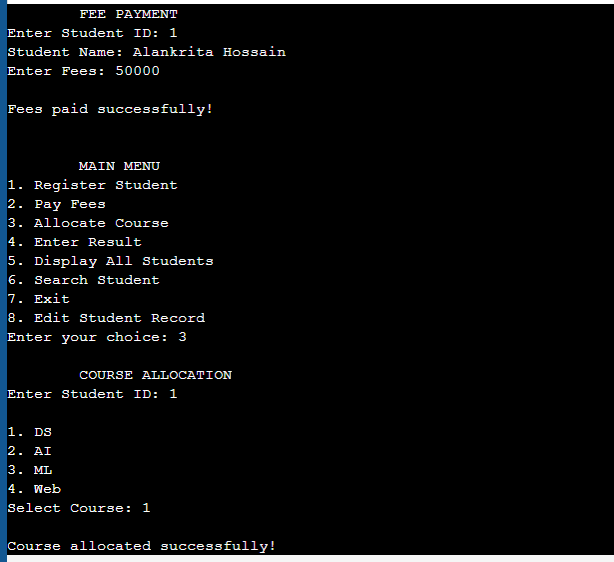 FEE PAYMENT
Enter Student ID: 1
Student Name: Alankrita Hossain
Enter Fees: 50000
Fees paid successfully!
MAIN MENU
1. Register Student
2. Pay Fees
3. Allocate Course
4. Enter Result
5. Display All Students
6. Search Student
7. Exit
8. Edit Student Record
Enter your choice: 3
COURSE ALLOCATION
Enter Student ID: 1
1. DS
2. AI
3. ML
4. Web
Select Course: 1
Course allocated successfully!